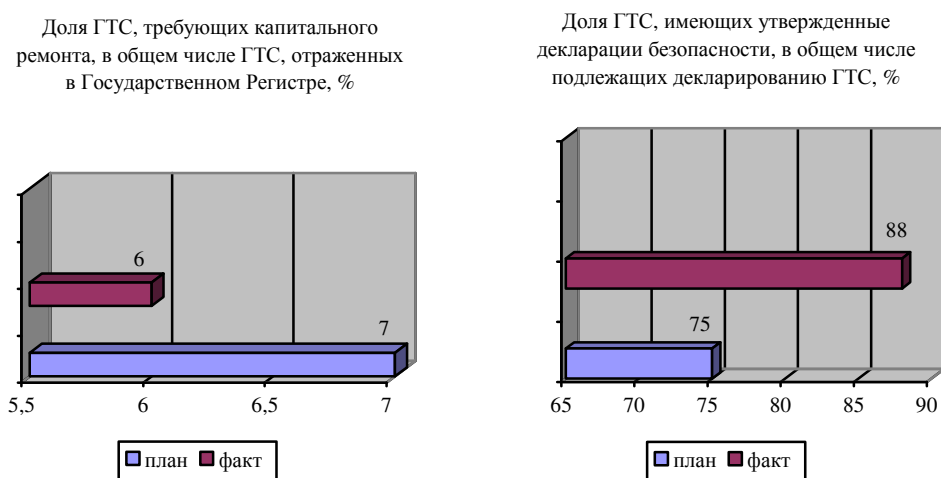 Доля ГТС, требующих капитального
ремонта, в общем числе ГТС, отраженных
в Государственном Регистре, %
6
7
5,5 6 6,5 7
план факт
Доля ГТС, имеющих утвержденные
декларации безопасности, в общем числе
подлежащих декларированию ГТС, %
88
75
65 70 75 80 85 90
план факт